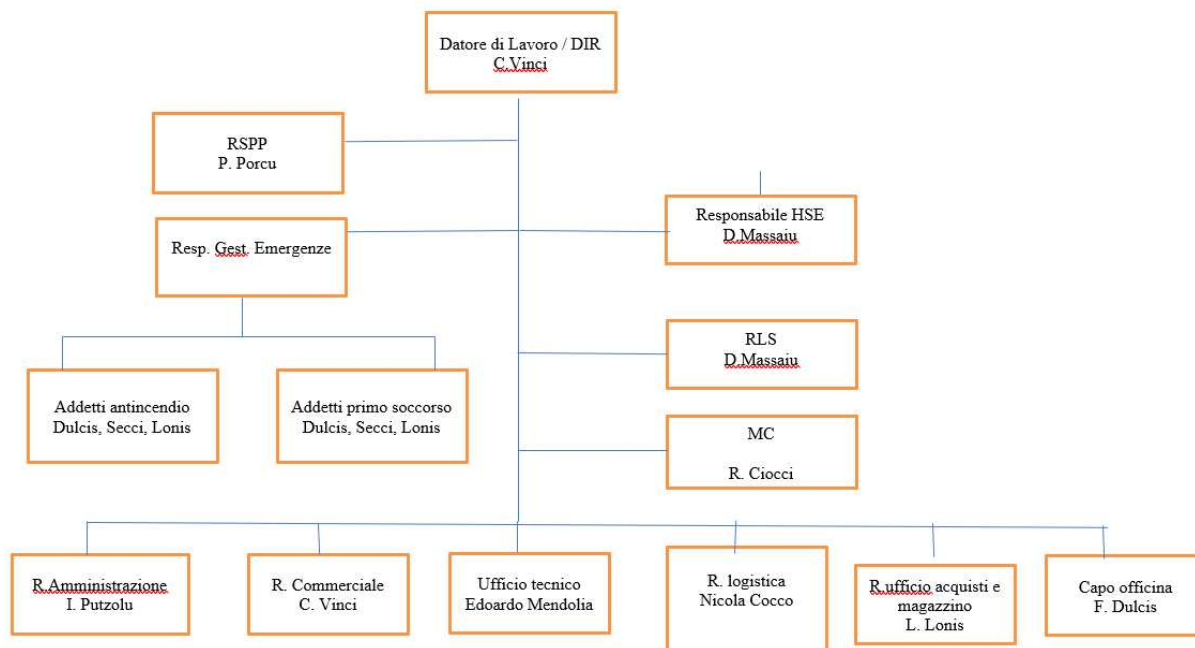 Datore di Lavoro / DIR
C.Vinci
RSPP
P. Porcu
Responsabile HSE
D.Massaiu
Resp. Gest. Emergenze
RLS
D.Massaiu
Addetti antincendio
Dulcis, Secci, Lonis
Addetti primo soccorso
Dulcis, Secci, Lonis
MC
R. Ciocci
R.Amministrazione
I. Putzolu
R. Commerciale
C. Vinci
Ufficio tecnico
Edoardo Mendolia
R. logistica
Nicola Cocco
R.ufficio acquisti e
magazzino
L. Lonis
Capo officina
F. Dulcis